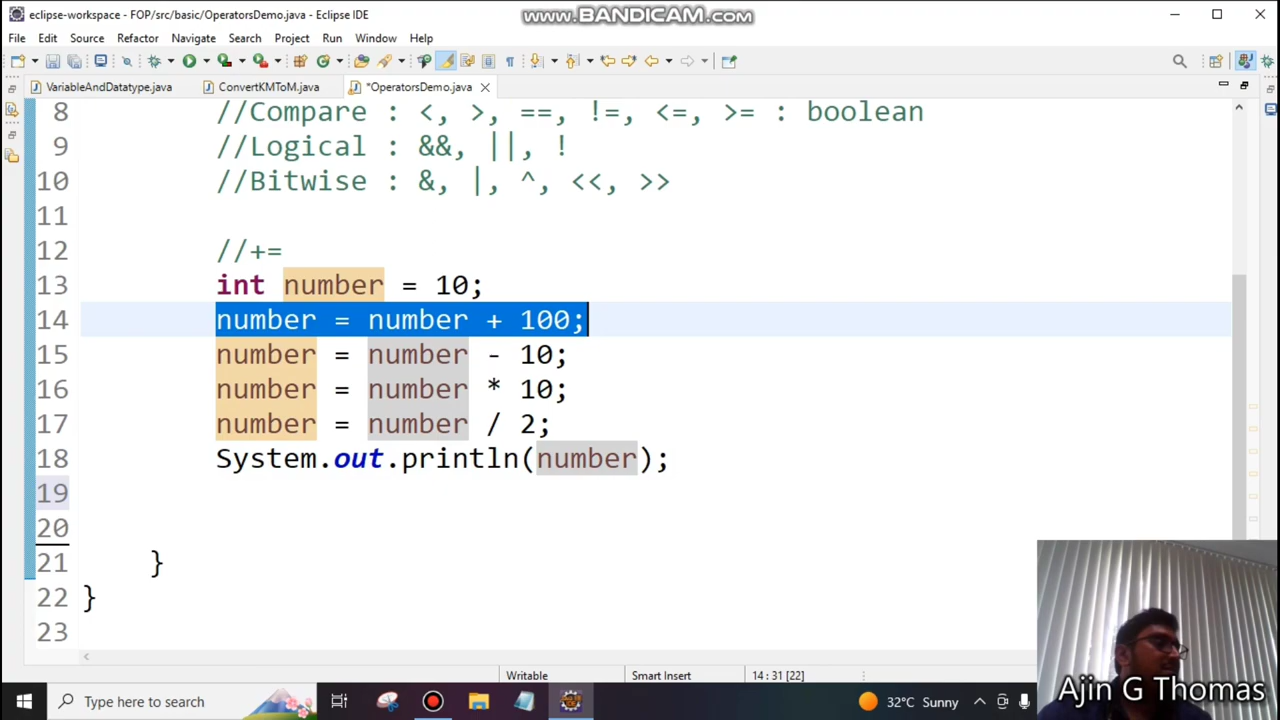 eclipse-workspace - FOP/src/basic/OperatorsDemo.java - Eclipse IDE
www.BANDICAM.com
File Edit Source Refactor Navigate Search Project Run Window Help
VariableAndDatatype.java ConvertKMToM.java *OperatorsDemo.java
8 //Compare : <, >, ==, !=, <=, >= : boolean
9 //Logical : &&, ||, !
10 //Bitwise : &, |, ^, <<, >>
11
12 //+=
13 int number = 10;
14 number = number + 100;
15 number = number - 10;
16 number = number * 10;
17 number = number / 2;
18 System.out.println(number);
19
20
21 }
22 }
23
Writable Smart Insert 14 : 31 [22]
Type here to search 32°C Sunny
Ajin G Thomas